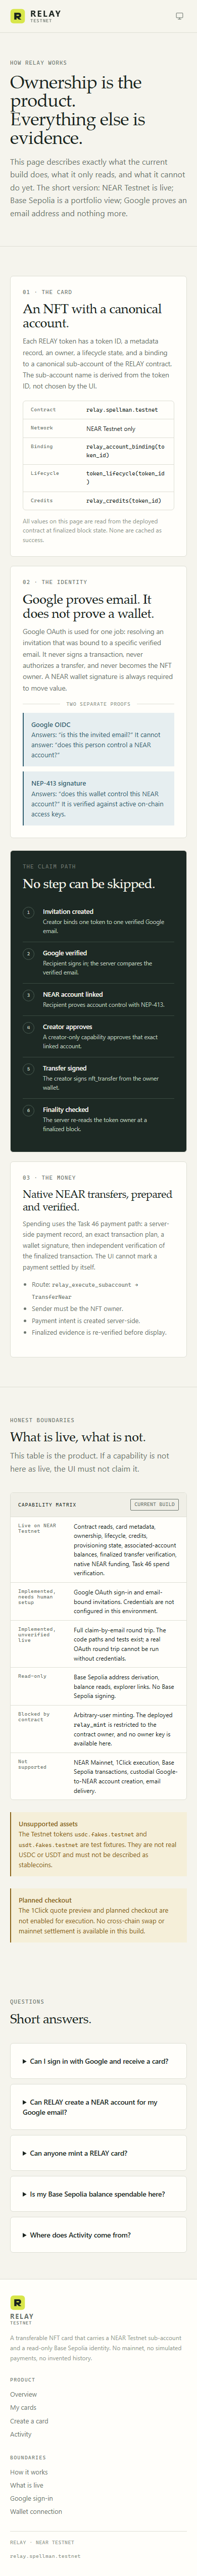 RELAY
TESTNET
HOW RELAY WORKS
Ownership is the
product.
Everything else is
evidence.
This page describes exactly what the current
build does, what it only reads, and what it cannot
do yet. The short version: NEAR Testnet is live;
Base Sepolia is a portfolio view; Google proves an
email address and nothing more.
01 · THE CARD
An NFT with a canonical
account.
Each RELAY token has a token ID, a metadata
record, an owner, a lifecycle state, and a binding
to a canonical sub-account of the RELAY contract.
The sub-account name is derived from the token
ID, not chosen by the UI.
Contract relay.spellman.testnet
Network NEAR Testnet only
Binding relay_account_binding(to
ken_id)
Lifecycle token_lifecycle(token_id
)
Credits relay_credits(token_id)
All values on this page are read from the deployed
contract at finalized block state. None are cached as
success.
02 · THE IDENTITY
Google proves email. It
does not prove a wallet.
Google OAuth is used for one job: resolving an
invitation that was bound to a specific verified
email. It never signs a transaction, never
authorizes a transfer, and never becomes the NFT
owner. A NEAR wallet signature is always required
to move value.
TWO SEPARATE PROOFS
Google OIDC
Answers: "is this the invited email?" It cannot
answer: "does this person control a NEAR
account?"
NEP-413 signature
Answers: "does this wallet control this NEAR
account?" It is verified against active on-chain
access keys.
THE CLAIM PATH
No step can be skipped.
1 Invitation created
Creator binds one token to one verified Google
email.
2 Google verified
Recipient signs in; the server compares the
verified email.
3 NEAR account linked
Recipient proves account control with NEP-413.
4 Creator approves
A creator-only capability approves that exact
linked account.
5 Transfer signed
The creator signs nft_transfer from the owner
wallet.
6 Finality checked
The server re-reads the token owner at a
finalized block.
03 · THE MONEY
Native NEAR transfers, prepared
and verified.
Spending uses the Task 46 payment path: a server-
side payment record, an exact transaction plan, a
wallet signature, then independent verification of
the finalized transaction. The UI cannot mark a
payment settled by itself.
• Route: relay_execute_subaccount →
TransferNear
• Sender must be the NFT owner.
• Payment intent is created server-side.
• Finalized evidence is re-verified before display.
HONEST BOUNDARIES
What is live, what is not.
This table is the product. If a capability is not
here as live, the UI must not claim it.
CAPABILITY MATRIX CURRENT BUILD
Live on NEAR
Testnet
Contract reads, card metadata,
ownership, lifecycle, credits,
provisioning state, associated-account
balances, finalized transfer verification,
native NEAR funding, Task 46 spend
verification.
Implemented,
needs human
setup
Google OAuth sign-in and email-
bound invitations. Credentials are not
configured in this environment.
Implemented,
unverified
live
Full claim-by-email round trip. The
code paths and tests exist; a real
OAuth round trip cannot be run
without credentials.
Read-only
Base Sepolia address derivation,
balance reads, explorer links. No Base
Sepolia signing.
Blocked by
contract
Arbitrary-user minting. The deployed
relay_mint is restricted to the
contract owner, and no owner key is
available here.
Not
supported
NEAR Mainnet, 1Click execution, Base
Sepolia transactions, custodial Google-
to-NEAR account creation, email
delivery.
Unsupported assets
The Testnet tokens usdc.fakes.testnet and
usdt.fakes.testnet are test fixtures. They are not real
USDC or USDT and must not be described as
stablecoins.
Planned checkout
The 1Click quote preview and planned checkout are
not enabled for execution. No cross-chain swap or
mainnet settlement is available in this build.
QUESTIONS
Short answers.
▶ Can I sign in with Google and receive a card?
▶ Can RELAY create a NEAR account for my
Google email?
▶ Can anyone mint a RELAY card?
▶ Is my Base Sepolia balance spendable here?
▶ Where does Activity come from?
RELAY
TESTNET
A transferable NFT card that carries a NEAR Testnet sub-account
and a read-only Base Sepolia identity. No mainnet, no simulated
payments, no invented history.
PRODUCT
Overview
My cards
Create a card
Activity
BOUNDARIES
How it works
What is live
Google sign-in
Wallet connection
RELAY · NEAR TESTNET
relay.spellman.testnet